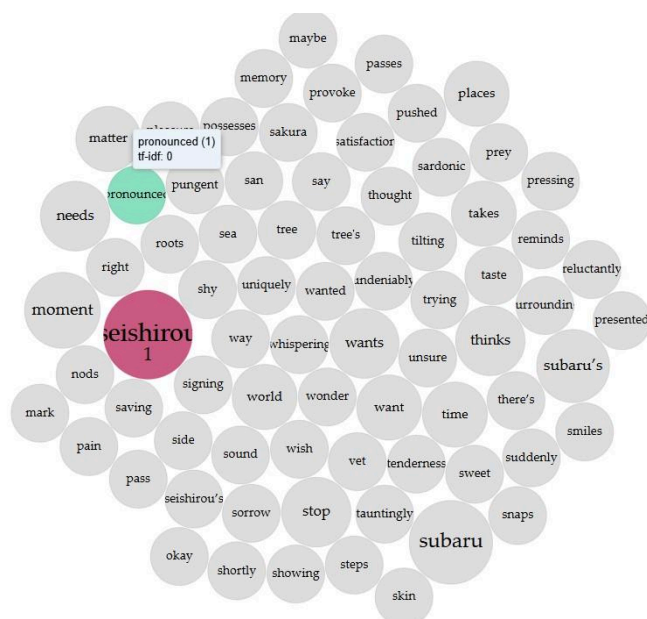 maybe
passes
memory
provoke
places
matter
possesses
sakura
pushed
pronounced (1)
tf-idf: 0
satisfaction
sardonic
prey
pronounced
pungent
san
say
thought
pressing
needs
roots
sea
tree
tree's
tilting
takes
reminds
right
shy
uniquely
wanted
undeniably
trying
taste
reluctantly
moment
seishirou
1
way
whispering
wants
unsure
thinks
urroundin
presented
subaru's
nods
signing
world
wonder
want
time
there's
mark
saving
smiles
pain
side
sound
wish
vet
tenderness
sweet
suddenly
pass
seishirou's
sorrow
stop
tauntingly
subaru
snaps
okay
shortly
showing
steps
skin